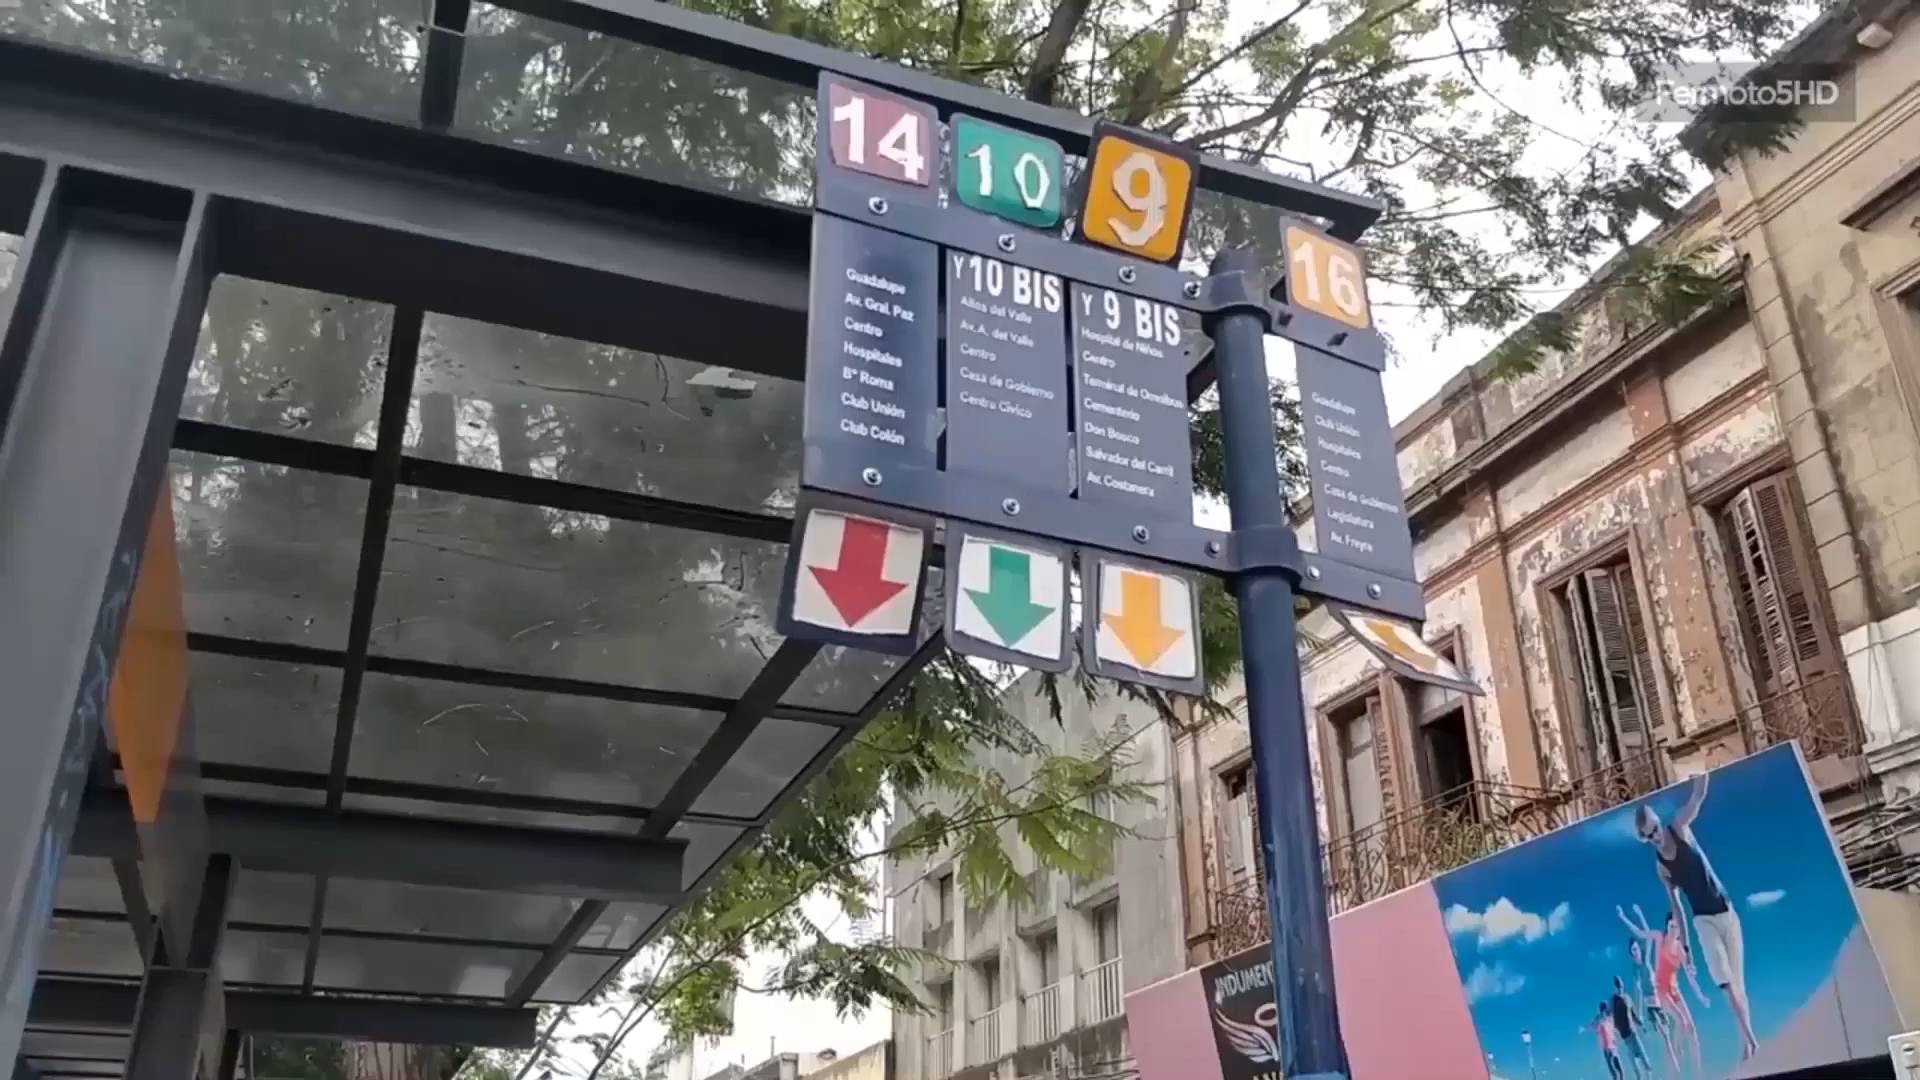 Fermoto5HD
14
Guadalupe
Av. Gral. Paz
Centro
Hospitales
B° Roma
Club Unión
Club Colón
10
Y 10 BIS
Altos del Valle
Av. A. del Valle
Centro
Casa de Gobierno
Centro Cívico
9
Y 9 BIS
Hospital de Niños
Centro
Terminal de Omnibus
Cementerio
Don Bosco
Salvador del Carril
Av. Costanera
16
Guadalupe
Club Unión
Hospitales
Centro
Casa de Gobierno
Legislatura
Av. Freyre
INDUMEN